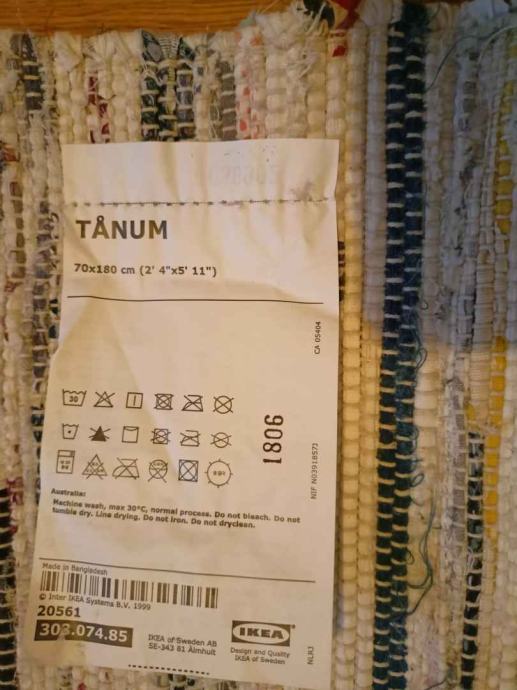 TÅNUM
70x180 cm (2' 4"x5' 11")
CA 05404
30
1806
NIF N0391857J
Australia:
Machine wash, max 30°C, normal process. Do not bleach. Do not
tumble dry. Line drying. Do not iron. Do not dryclean.
Made in Bangladesh
© Inter IKEA Systems B.V. 1999
20561
303.074.85
IKEA of Sweden AB
SE-343 81 Älmhult
IKEA
Design and Quality
IKEA of Sweden
NLRJ